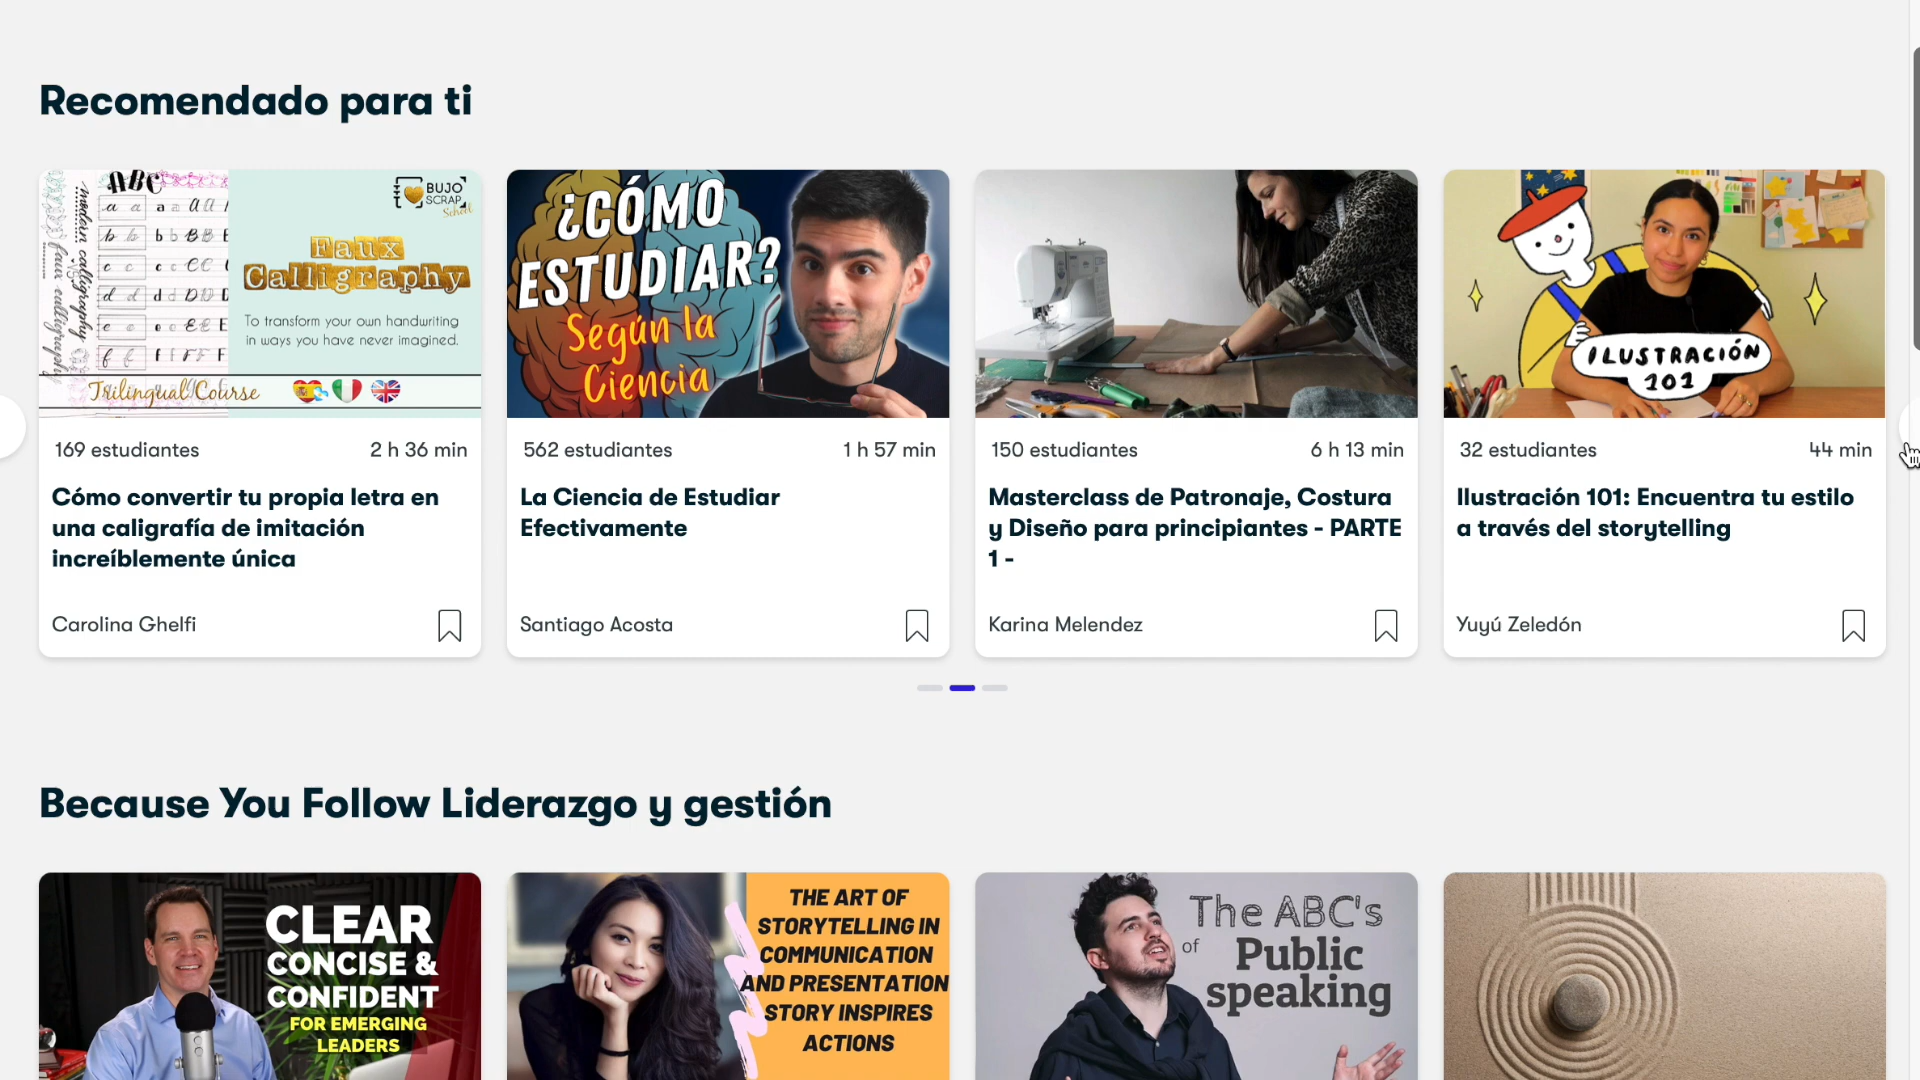 Recomendado para ti
ABC
modern calligraphy
faux calligraphy
BUJO
SCRAP
School
Faux
Calligraphy
To transform your own handwriting
in ways you have never imagined.
Trilingual Course
169 estudiantes
2 h 36 min
Cómo convertir tu propia letra en
una caligrafía de imitación
increíblemente única
Carolina Ghelfi
¿CÓMO
ESTUDIAR?
Según la
Ciencia
562 estudiantes
1 h 57 min
La Ciencia de Estudiar
Efectivamente
Santiago Acosta
150 estudiantes
6 h 13 min
Masterclass de Patronaje, Costura
y Diseño para principiantes - PARTE
1 -
Karina Melendez
ILUSTRACIÓN
101
32 estudiantes
44 min
Ilustración 101: Encuentra tu estilo
a través del storytelling
Yuyú Zeledón
Because You Follow Liderazgo y gestión
CLEAR
CONCISE &
CONFIDENT
FOR EMERGING
LEADERS
THE ART OF
STORYTELLING IN
COMMUNICATION
AND PRESENTATION
STORY INSPIRES
ACTIONS
The ABC's
of Public
speaking